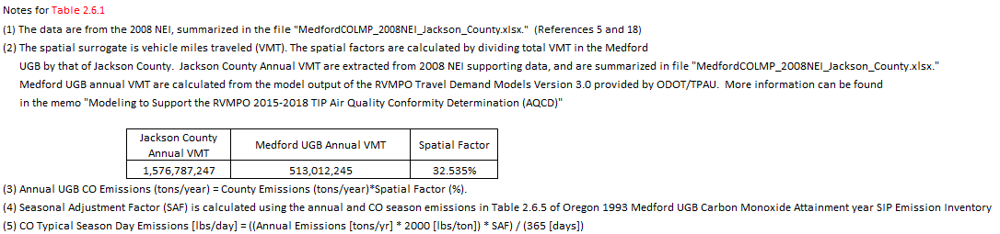 Notes for Table 2.6.1
(1) The data are from the 2008 NEI, summarized in the file "MedfordCOLMP_2008NEI_Jackson_County.xlsx."  (References 5 and 18)
(2) The spatial surrogate is vehicle miles traveled (VMT). The spatial factors are calculated by dividing total VMT in the Medford
UGB by that of Jackson County.  Jackson County Annual VMT are extracted from 2008 NEI supporting data, and are summarized in file "MedfordCOLMP_2008NEI_Jackson_County.xlsx."
Medford UGB annual VMT are calculated from the model output of the RVMPO Travel Demand Models Version 3.0 provided by ODOT/TPAU.  More information can be found
in the memo "Modeling to Support the RVMPO 2015-2018 TIP Air Quality Conformity Determination (AQCD)"
Jackson County
Annual VMT
Medford UGB Annual VMT
Spatial Factor
1,576,787,247
513,012,245
32.535%
(3) Annual UGB CO Emissions (tons/year) = County Emissions (tons/year)*Spatial Factor (%).
(4) Seasonal Adjustment Factor (SAF) is calculated using the annual and CO season emissions in Table 2.6.5 of Oregon 1993 Medford UGB Carbon Monoxide Attainment year SIP Emission Inventory
(5) CO Typical Season Day Emissions [lbs/day] = ((Annual Emissions [tons/yr] * 2000 [lbs/ton]) * SAF) / (365 [days])